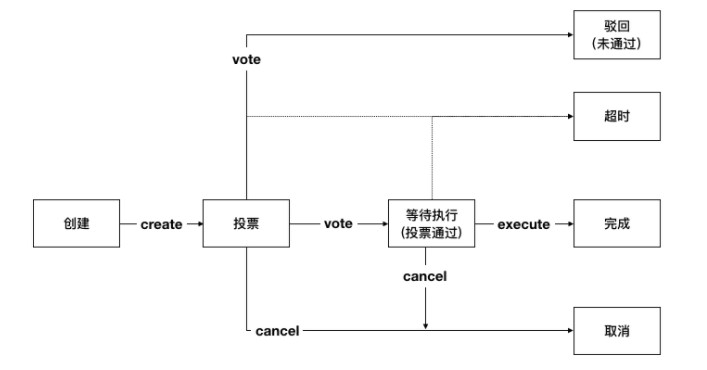 驳回
(未通过)
vote
超时
创建
create
投票
vote
等待执行
(投票通过)
execute
完成
cancel
cancel
取消